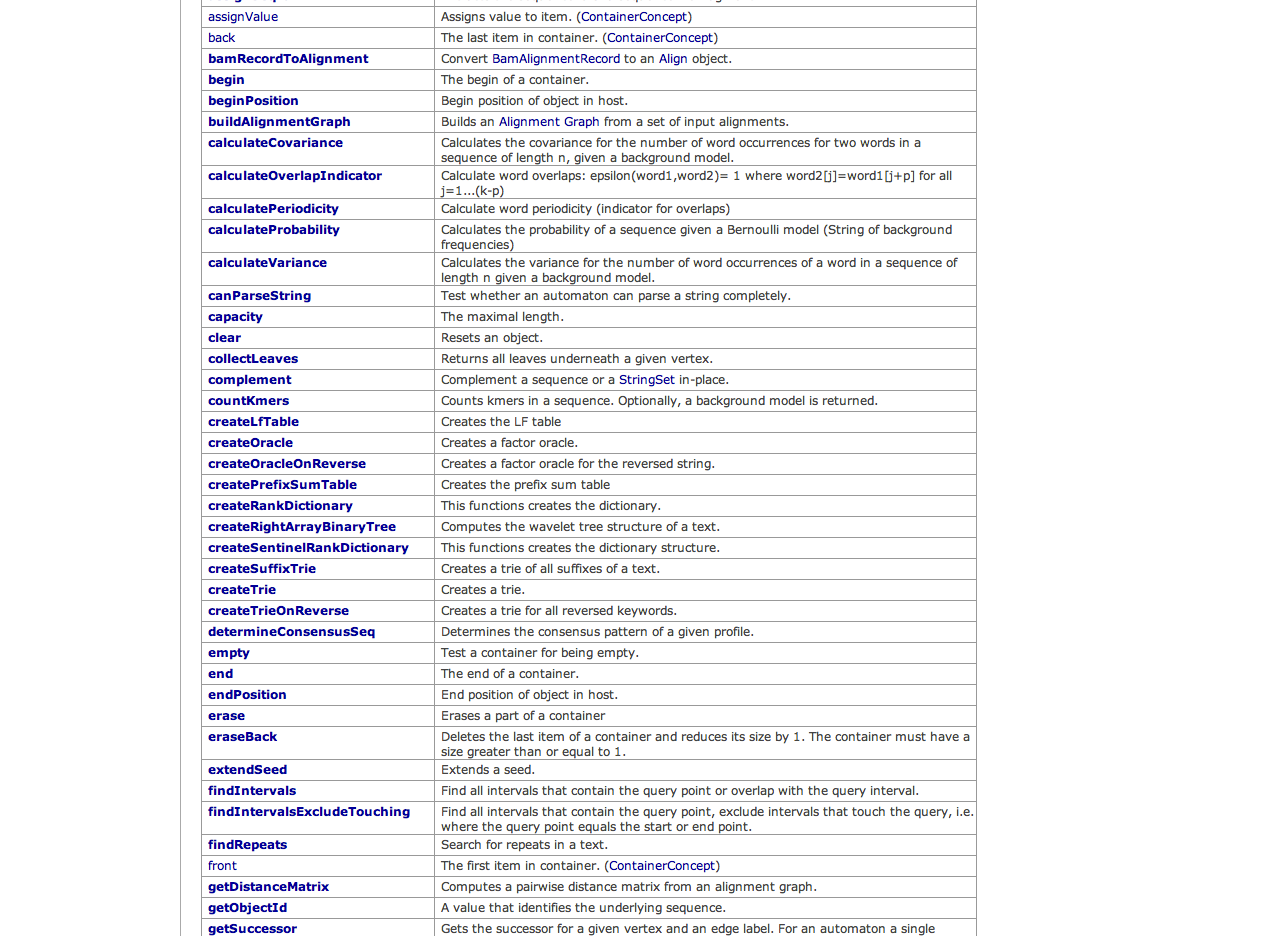 assignValue Assigns value to item. (ContainerConcept)
back The last item in container. (ContainerConcept)
bamRecordToAlignment Convert BamAlignmentRecord to an Align object.
begin The begin of a container.
beginPosition Begin position of object in host.
buildAlignmentGraph Builds an Alignment Graph from a set of input alignments.
calculateCovariance Calculates the covariance for the number of word occurrences for two words in a
sequence of length n, given a background model.
calculateOverlapIndicator Calculate word overlaps: epsilon(word1,word2)= 1 where word2[j]=word1[j+p] for all
j=1...(k-p)
calculatePeriodicity Calculate word periodicity (indicator for overlaps)
calculateProbability Calculates the probability of a sequence given a Bernoulli model (String of background
frequencies)
calculateVariance Calculates the variance for the number of word occurrences of a word in a sequence of
length n given a background model.
canParseString Test whether an automaton can parse a string completely.
capacity The maximal length.
clear Resets an object.
collectLeaves Returns all leaves underneath a given vertex.
complement Complement a sequence or a StringSet in-place.
countKmers Counts kmers in a sequence. Optionally, a background model is returned.
createLfTable Creates the LF table
createOracle Creates a factor oracle.
createOracleOnReverse Creates a factor oracle for the reversed string.
createPrefixSumTable Creates the prefix sum table
createRankDictionary This functions creates the dictionary.
createRightArrayBinaryTree Computes the wavelet tree structure of a text.
createSentinelRankDictionary This functions creates the dictionary structure.
createSuffixTrie Creates a trie of all suffixes of a text.
createTrie Creates a trie.
createTrieOnReverse Creates a trie for all reversed keywords.
determineConsensusSeq Determines the consensus pattern of a given profile.
empty Test a container for being empty.
end The end of a container.
endPosition End position of object in host.
erase Erases a part of a container
eraseBack Deletes the last item of a container and reduces its size by 1. The container must have a
size greater than or equal to 1.
extendSeed Extends a seed.
findIntervals Find all intervals that contain the query point or overlap with the query interval.
findIntervalsExcludeTouching Find all intervals that contain the query point, exclude intervals that touch the query, i.e.
where the query point equals the start or end point.
findRepeats Search for repeats in a text.
front The first item in container. (ContainerConcept)
getDistanceMatrix Computes a pairwise distance matrix from an alignment graph.
getObjectId A value that identifies the underlying sequence.
getSuccessor Gets the successor for a given vertex and an edge label. For an automaton a single